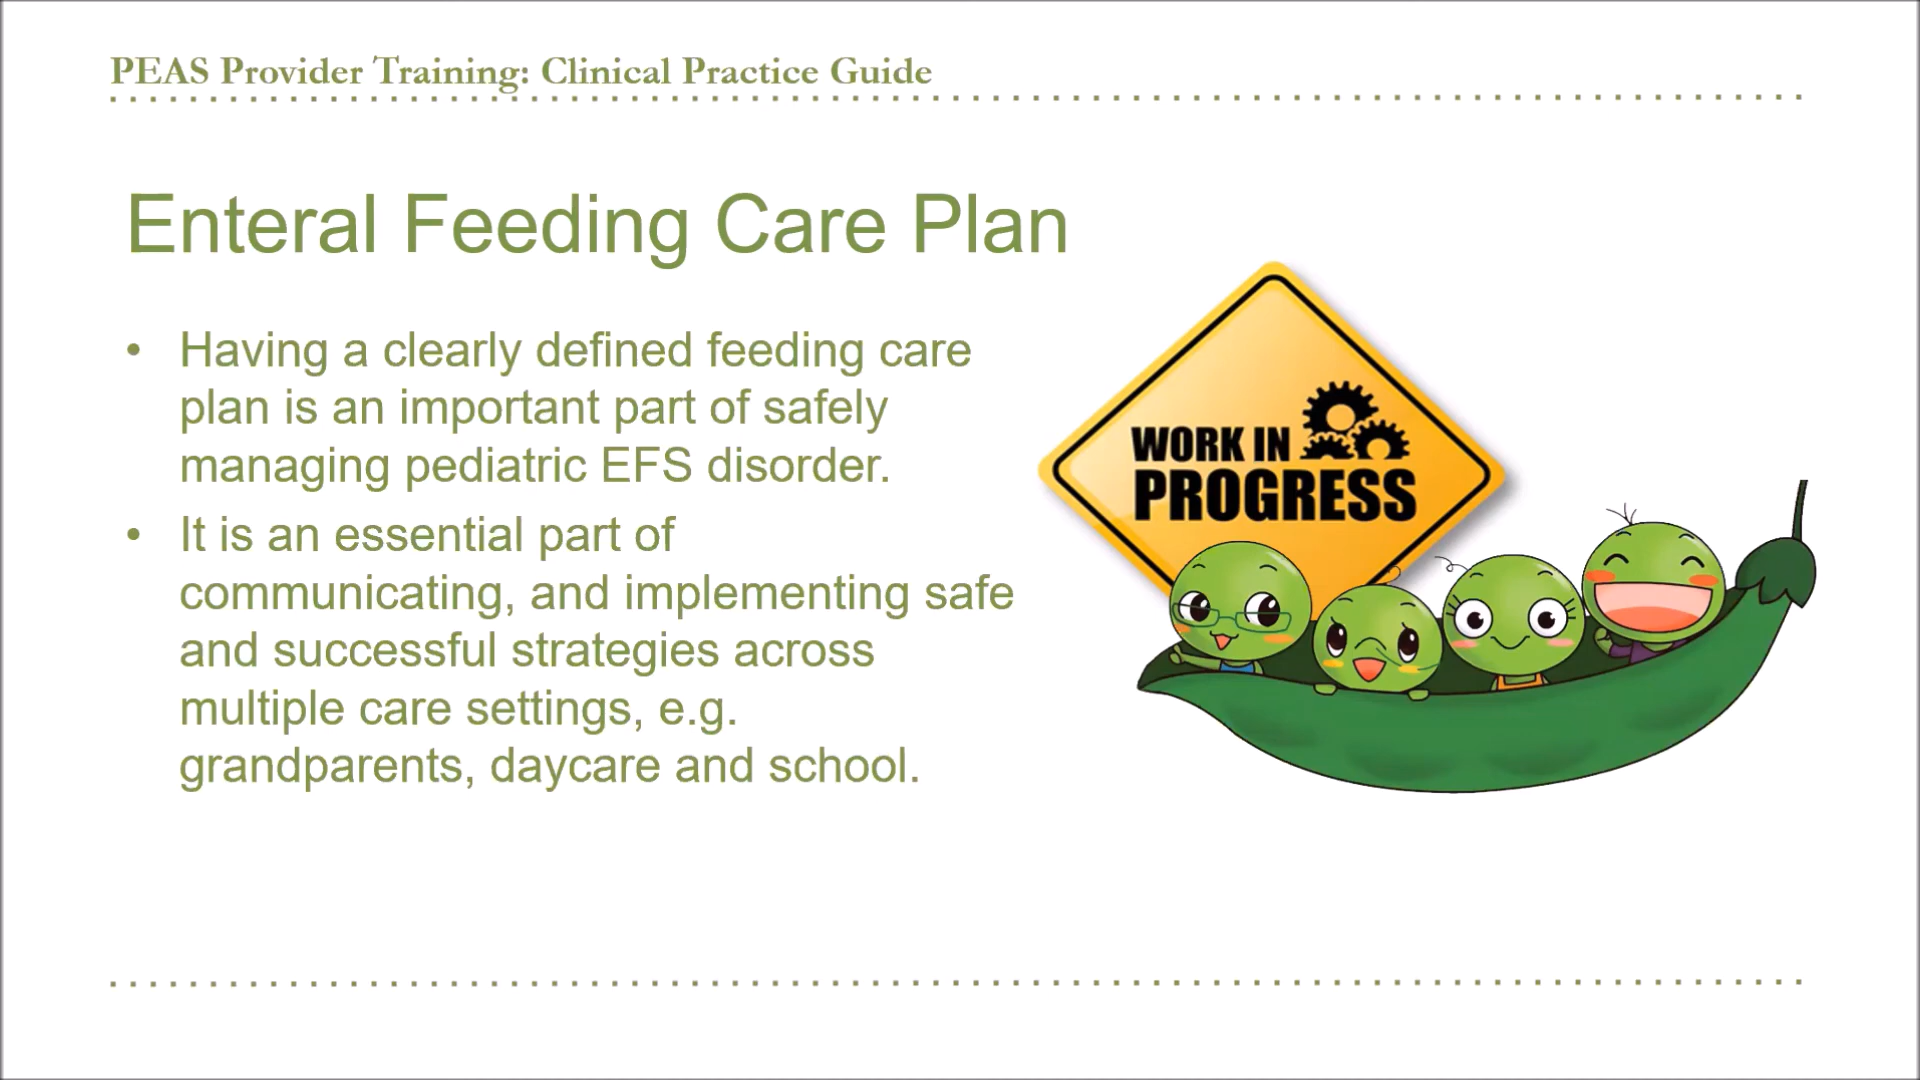 PEAS Provider Training: Clinical Practice Guide
Enteral Feeding Care Plan
• Having a clearly defined feeding care
plan is an important part of safely
managing pediatric EFS disorder.
• It is an essential part of
communicating, and implementing safe
and successful strategies across
multiple care settings, e.g.
grandparents, daycare and school.
WORK IN
PROGRESS